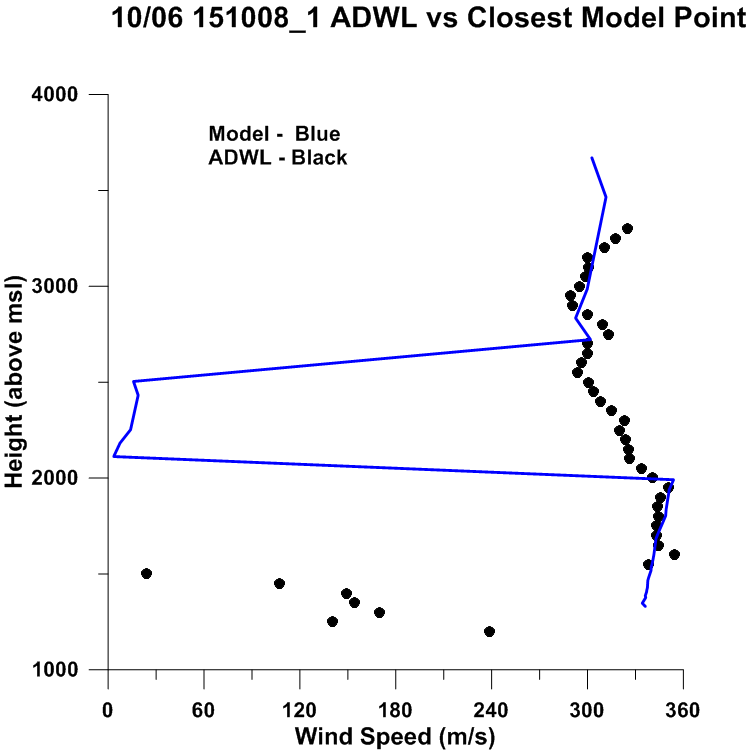 10/06 151008_1 ADWL vs Closest Model Point
4000
Model - Blue
ADWL - Black
3000
Height (above msl)
2000
1000
0 60 120 180 240 300 360
Wind Speed (m/s)